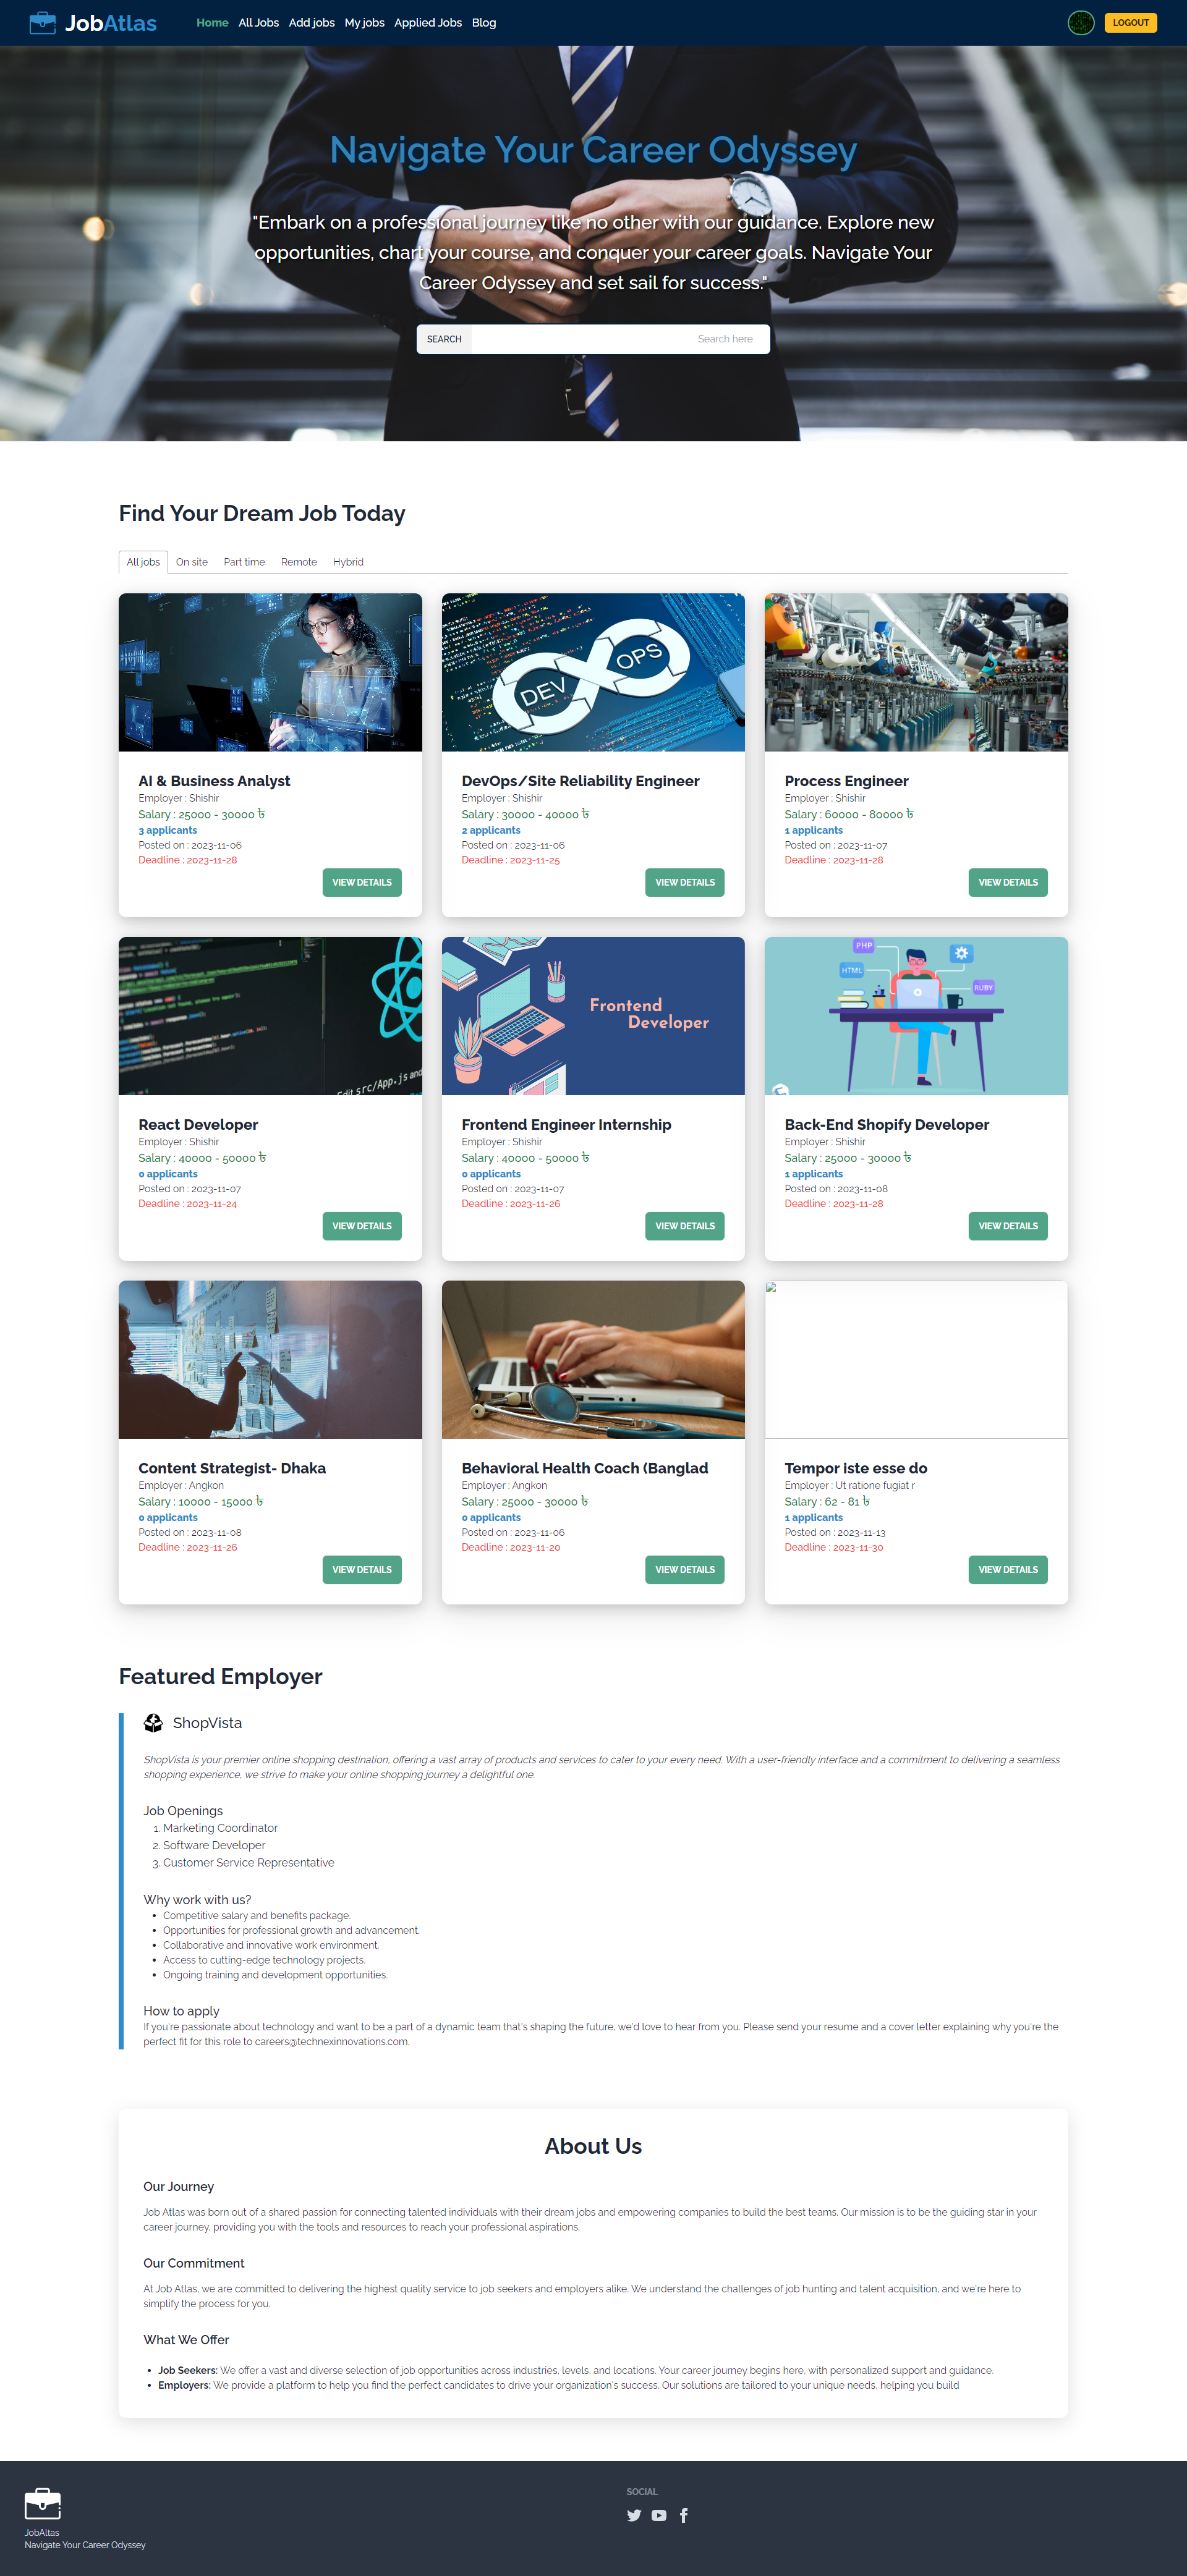 JobAtlas
Home All Jobs Add jobs My jobs Applied Jobs Blog
LOGOUT
Navigate Your Career Odyssey
"Embark on a professional journey like no other with our guidance. Explore new
opportunities, chart your course, and conquer your career goals. Navigate Your
Career Odyssey and set sail for success."
SEARCH Search here
Find Your Dream Job Today
All jobs On site Part time Remote Hybrid
DEV OPS
AI & Business Analyst
Employer : Shishir
Salary : 25000 - 30000 ৳
3 applicants
Posted on : 2023-11-06
Deadline : 2023-11-28
VIEW DETAILS
DevOps/Site Reliability Engineer
Employer : Shishir
Salary : 30000 - 40000 ৳
2 applicants
Posted on : 2023-11-06
Deadline : 2023-11-25
VIEW DETAILS
Process Engineer
Employer : Shishir
Salary : 60000 - 80000 ৳
1 applicants
Posted on : 2023-11-07
Deadline : 2023-11-28
VIEW DETAILS
Edit src/App.js and
Frontend
Developer
PHP
HTML
RUBY
React Developer
Employer : Shishir
Salary : 40000 - 50000 ৳
0 applicants
Posted on : 2023-11-07
Deadline : 2023-11-24
VIEW DETAILS
Frontend Engineer Internship
Employer : Shishir
Salary : 40000 - 50000 ৳
0 applicants
Posted on : 2023-11-07
Deadline : 2023-11-26
VIEW DETAILS
Back-End Shopify Developer
Employer : Shishir
Salary : 25000 - 30000 ৳
1 applicants
Posted on : 2023-11-08
Deadline : 2023-11-28
VIEW DETAILS
Content Strategist- Dhaka
Employer : Angkon
Salary : 10000 - 15000 ৳
0 applicants
Posted on : 2023-11-08
Deadline : 2023-11-26
VIEW DETAILS
Behavioral Health Coach (Banglad
Employer : Angkon
Salary : 25000 - 30000 ৳
0 applicants
Posted on : 2023-11-06
Deadline : 2023-11-20
VIEW DETAILS
Tempor iste esse do
Employer : Ut ratione fugiat r
Salary : 62 - 81 ৳
1 applicants
Posted on : 2023-11-13
Deadline : 2023-11-30
VIEW DETAILS
Featured Employer
ShopVista
ShopVista is your premier online shopping destination, offering a vast array of products and services to cater to your every need. With a user-friendly interface and a commitment to delivering a seamless
shopping experience, we strive to make your online shopping journey a delightful one.
Job Openings
1. Marketing Coordinator
2. Software Developer
3. Customer Service Representative
Why work with us?
• Competitive salary and benefits package.
• Opportunities for professional growth and advancement.
• Collaborative and innovative work environment.
• Access to cutting-edge technology projects.
• Ongoing training and development opportunities.
How to apply
If you're passionate about technology and want to be a part of a dynamic team that's shaping the future, we'd love to hear from you. Please send your resume and a cover letter explaining why you're the
perfect fit for this role to careers@technexinnovations.com.
About Us
Our Journey
Job Atlas was born out of a shared passion for connecting talented individuals with their dream jobs and empowering companies to build the best teams. Our mission is to be the guiding star in your
career journey, providing you with the tools and resources to reach your professional aspirations.
Our Commitment
At Job Atlas, we are committed to delivering the highest quality service to job seekers and employers alike. We understand the challenges of job hunting and talent acquisition, and we're here to
simplify the process for you.
What We Offer
• Job Seekers: We offer a vast and diverse selection of job opportunities across industries, levels, and locations. Your career journey begins here, with personalized support and guidance.
• Employers: We provide a platform to help you find the perfect candidates to drive your organization's success. Our solutions are tailored to your unique needs, helping you build
SOCIAL
JobAltas
Navigate Your Career Odyssey